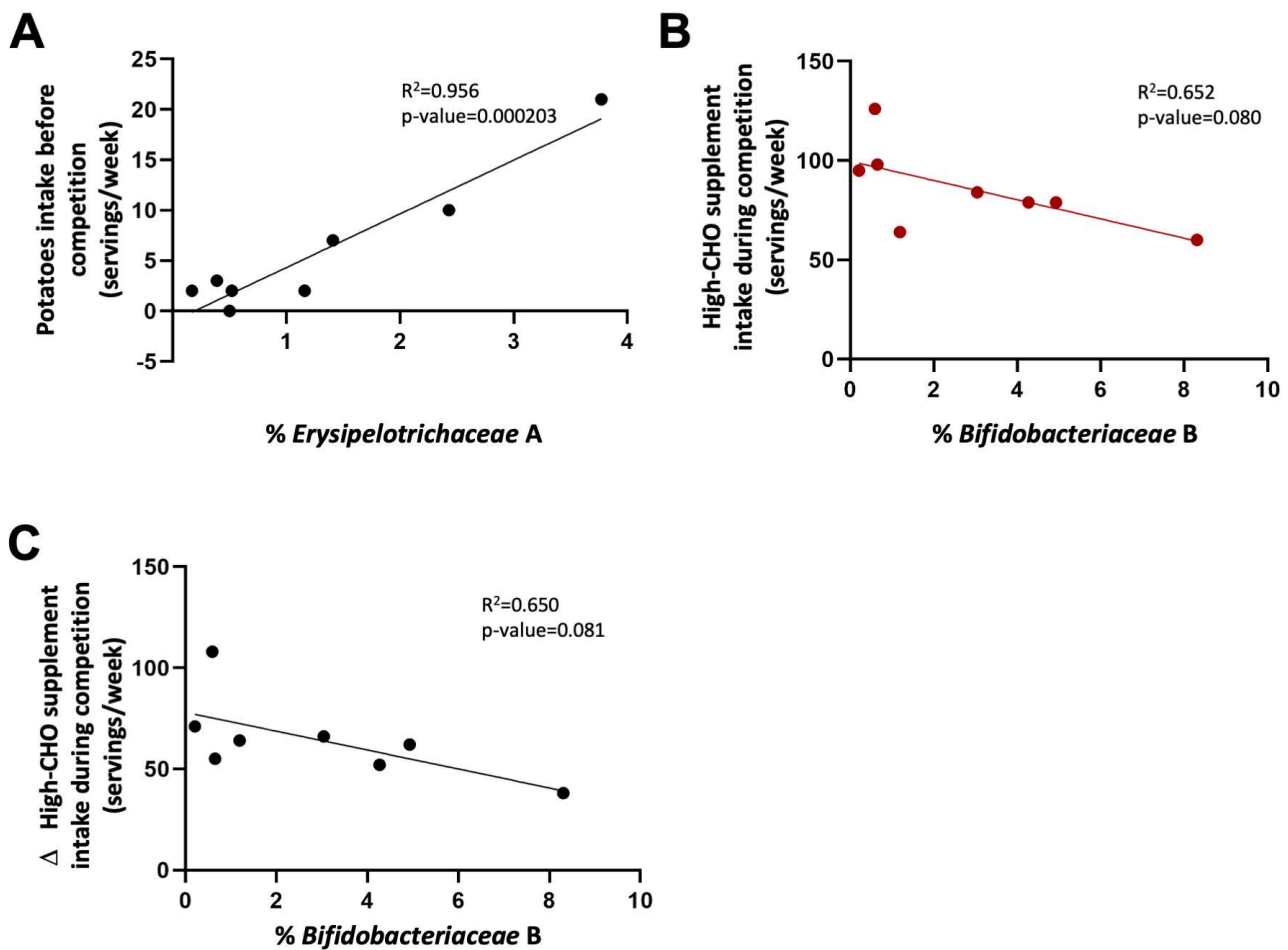 A
Potatoes intake before
competition
(servings/week)
25
20
15
10
5
0
-5
R²=0.956
p-value=0.000203
1 2 3 4
% Erysipelotrichaceae A
B
High-CHO supplement
intake during competition
(servings/week)
150
100
50
0
R²=0.652
p-value=0.080
0 2 4 6 8 10
% Bifidobacteriaceae B
C
Δ High-CHO supplement
intake during competition
(servings/week)
150
100
50
0
R²=0.650
p-value=0.081
0 2 4 6 8 10
% Bifidobacteriaceae B